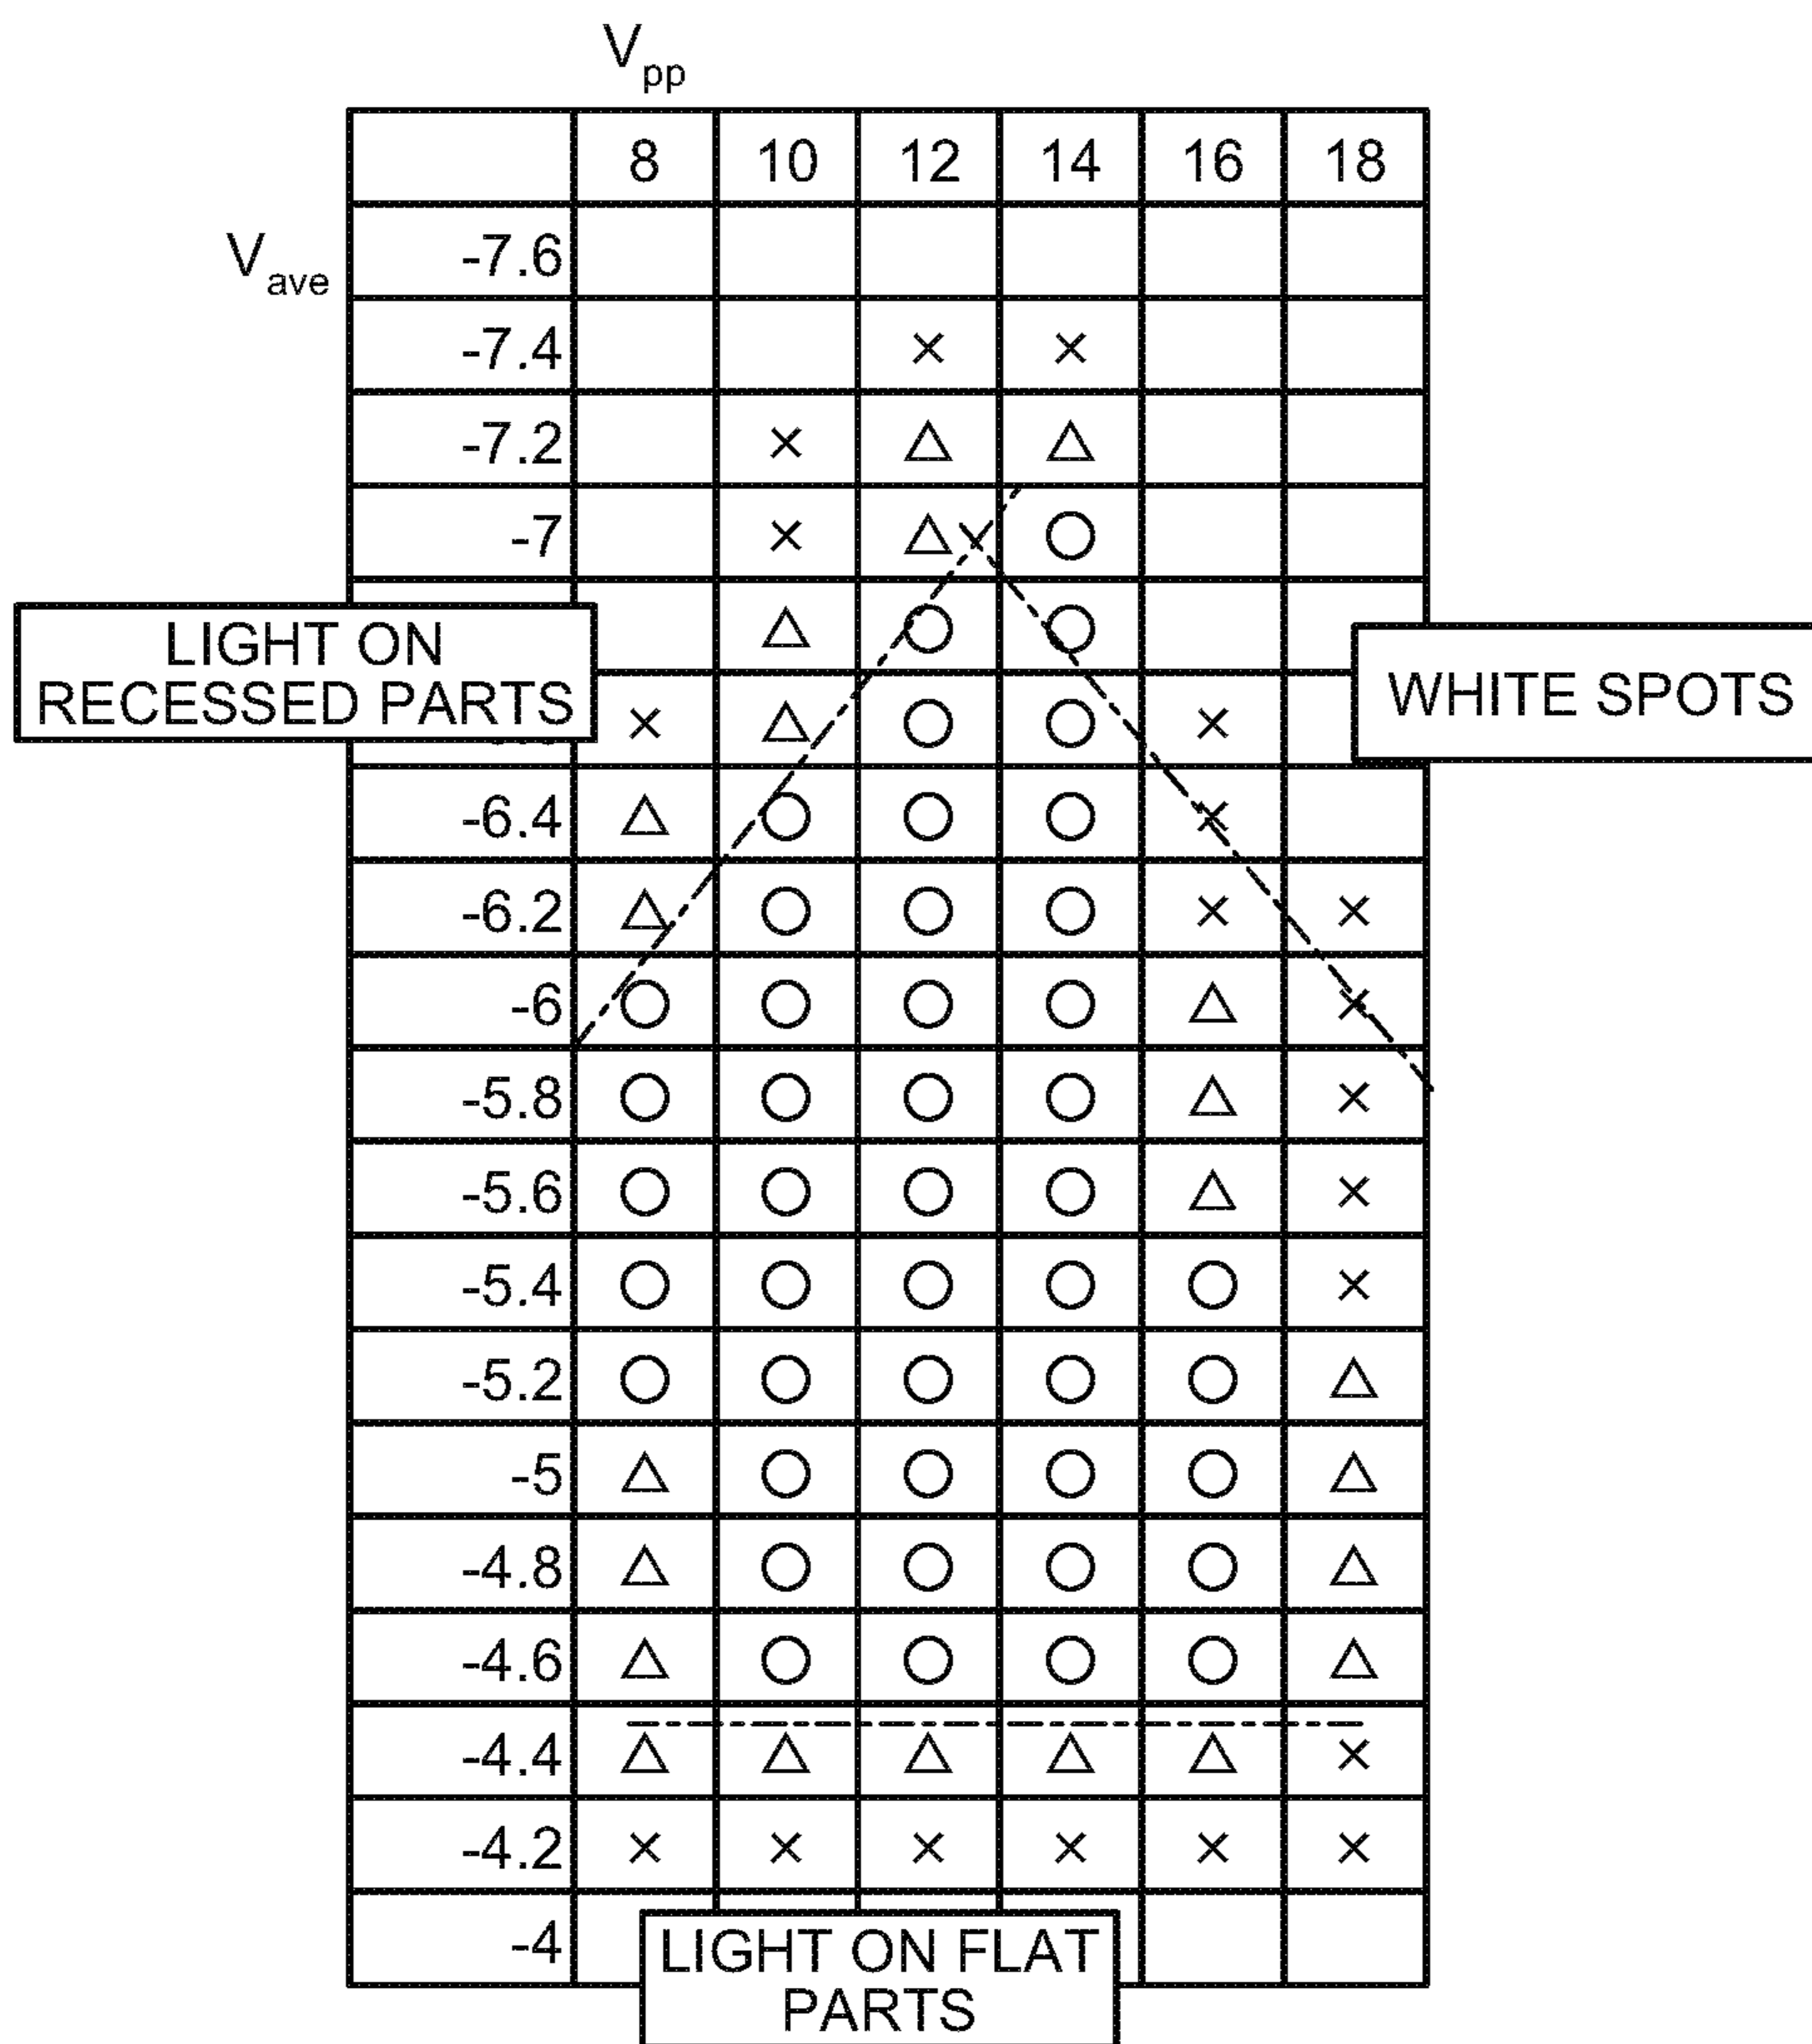 Vpp
8 10 12 14 16 18
Vave
-7.6
-7.4 × × 
-7.2 × △ △
-7 × △ ○
△ ○ ○
LIGHT ON
RECESSED PARTS
WHITE SPOTS
× △ ○ ○ ×
-6.4 △ ○ ○ ○ ×
-6.2 △ ○ ○ ○ × ×
-6 ○ ○ ○ ○ △ ×
-5.8 ○ ○ ○ ○ △ ×
-5.6 ○ ○ ○ ○ △ ×
-5.4 ○ ○ ○ ○ ○ ×
-5.2 ○ ○ ○ ○ ○ △
-5 △ ○ ○ ○ ○ △
-4.8 △ ○ ○ ○ ○ △
-4.6 △ ○ ○ ○ ○ △
-4.4 △ △ △ △ △ ×
-4.2 × × × × × ×
-4
LIGHT ON FLAT
PARTS